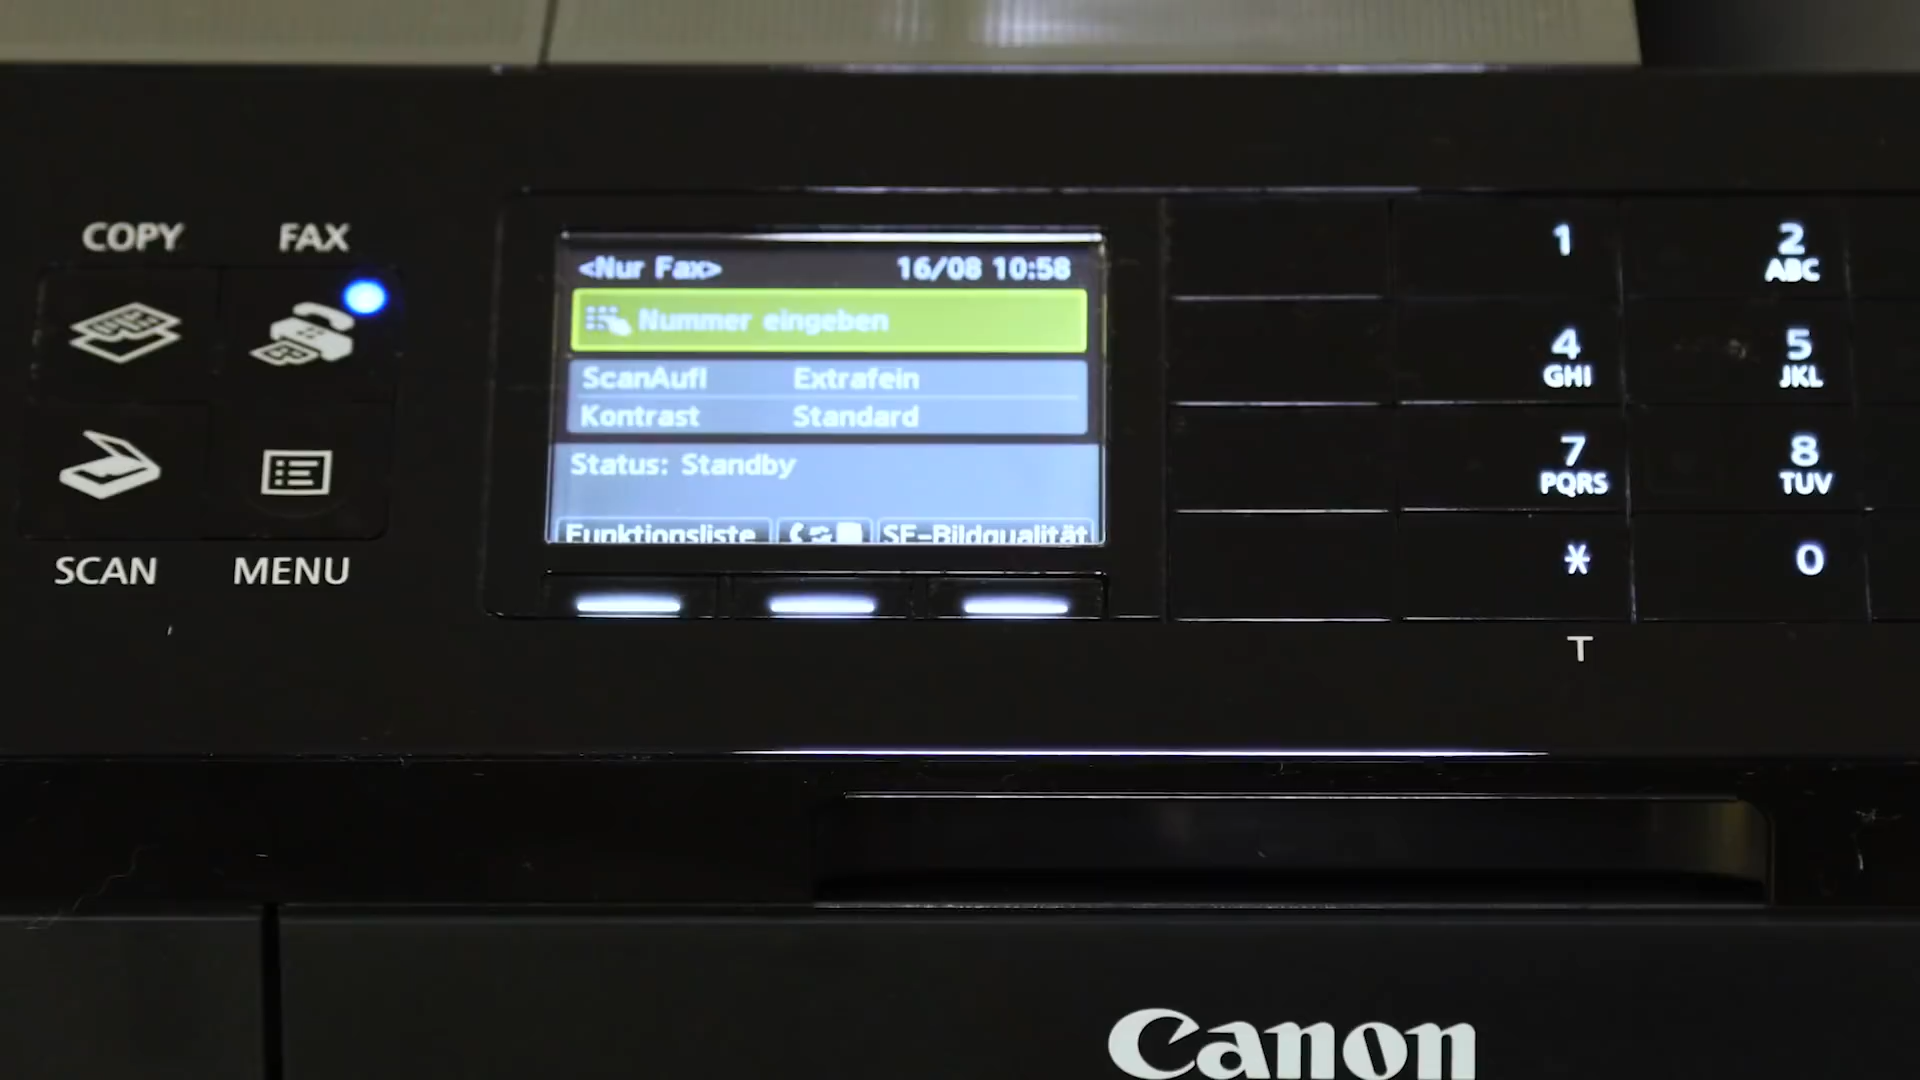 COPY FAX
<Nur Fax> 16/08 10:58
Nummer eingeben
ScanAufl Extrafein
Kontrast Standard
Status: Standby
Funktionsliste SE-Bildqualität
SCAN MENU
1 2
ABC
4 5
GHI JKL
7 8
PQRS TUV
* 0
T
Canon